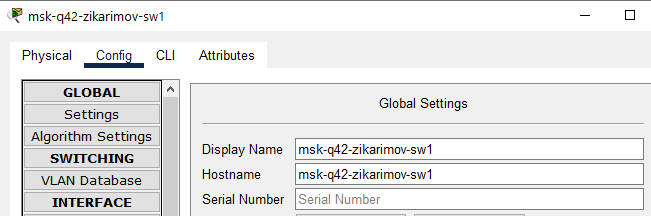 msk-q42-zikarimov-sw1
Physical Config CLI Attributes
GLOBAL
Settings
Algorithm Settings
SWITCHING
VLAN Database
INTERFACE
Global Settings
Display Name msk-q42-zikarimov-sw1
Hostname msk-q42-zikarimov-sw1
Serial Number Serial Number